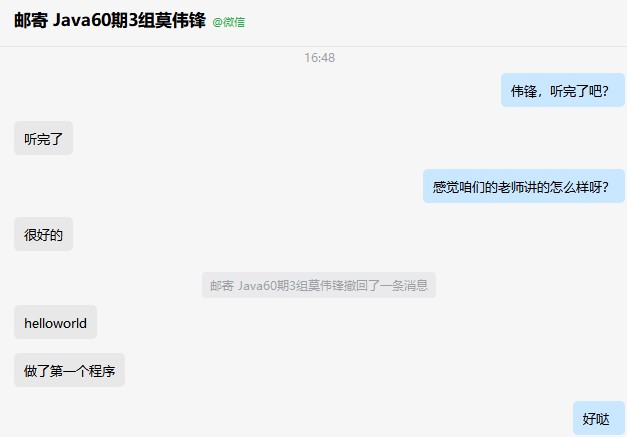 邮寄 Java60期3组莫伟锋 @微信
16:48
伟锋，听完了吧？
听完了
感觉咱们的老师讲的怎么样呀？
很好的
邮寄 Java60期3组莫伟锋撤回了一条消息
helloworld
做了第一个程序
好哒